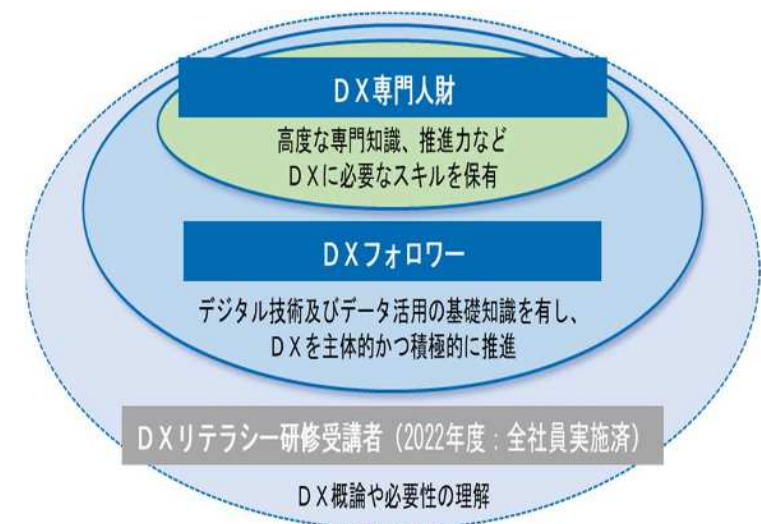 ＤＸ専門人財
高度な専門知識、推進力など
ＤＸに必要なスキルを保有
ＤＸフォロワー
デジタル技術及びデータ活用の基礎知識を有し、
ＤＸを主体的かつ積極的に推進
ＤＸリテラシー研修受講者（2022年度：全社員実施済）
ＤＸ概論や必要性の理解